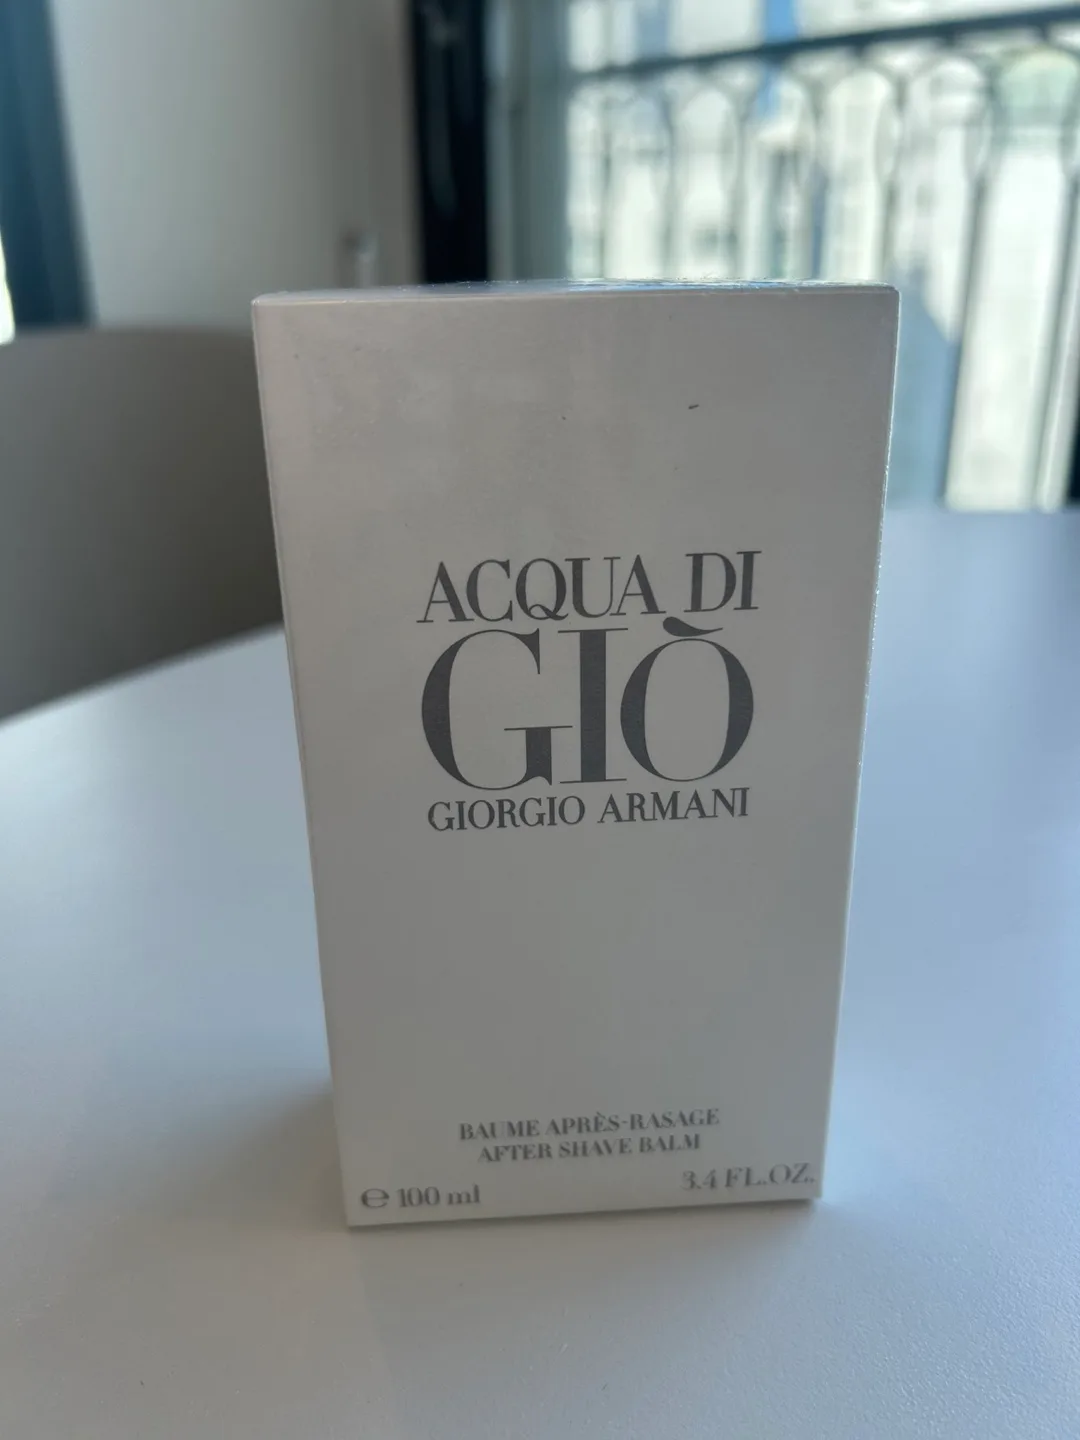 ACQUA DI
GIÒ
GIORGIO ARMANI
BAUME APRÈS-RASAGE
AFTER SHAVE BALM
℮ 100 ml 3.4 FL.OZ.